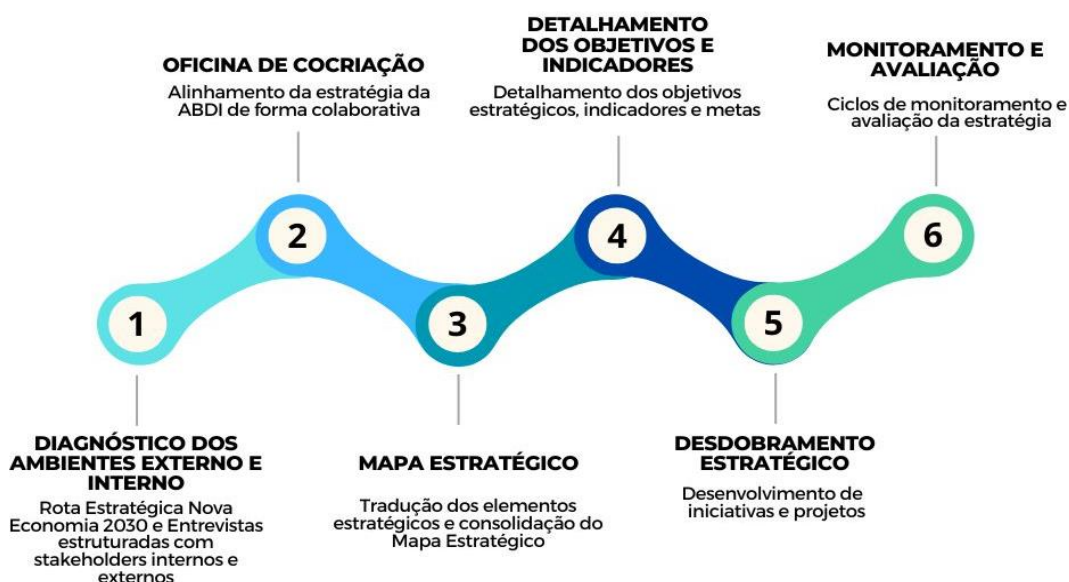 1
DIAGNÓSTICO DOS
AMBIENTES EXTERNO E
INTERNO
Rota Estratégica Nova
Economia 2030 e Entrevistas
estruturadas com
stakeholders internos e
externos
OFICINA DE COCRIAÇÃO
Alinhamento da estratégia da
ABDI de forma colaborativa
2
3
MAPA ESTRATÉGICO
Tradução dos elementos
estratégicos e consolidação do
Mapa Estratégico
DETALHAMENTO
DOS OBJETIVOS E
INDICADORES
Detalhamento dos objetivos
estratégicos, indicadores e metas
4
5
DESDOBRAMENTO
ESTRATÉGICO
Desenvolvimento de
iniciativas e projetos
MONITORAMENTO E
AVALIAÇÃO
Ciclos de monitoramento e
avaliação da estratégia
6